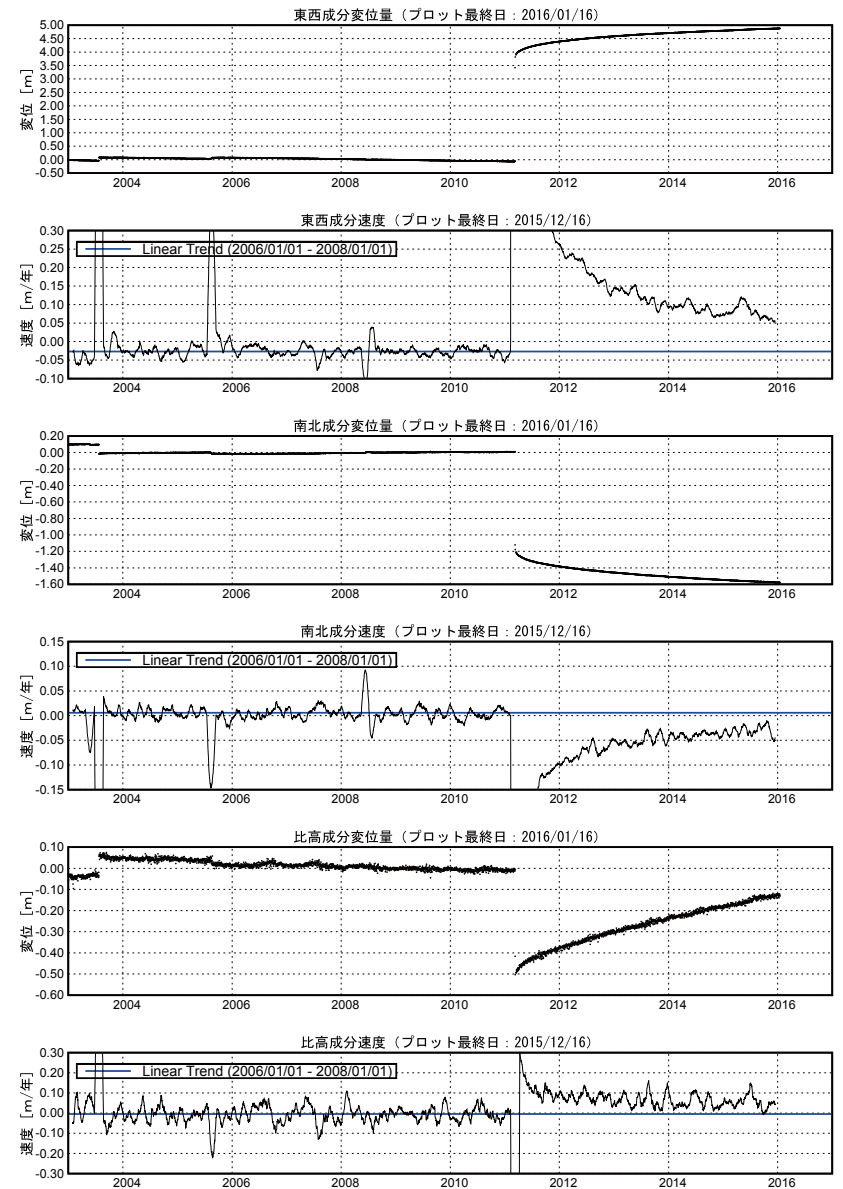 東西成分変位量（プロット最終日：2016/01/16）
5.00
4.50
4.00
3.50
3.00
2.50
2.00
1.50
1.00
0.50
0.00
-0.50
変位 [m]
2004 2006 2008 2010 2012 2014 2016
東西成分速度（プロット最終日：2015/12/16）
0.30
0.25
0.20
0.15
0.10
0.05
0.00
-0.05
-0.10
速度 [m/年]
Linear Trend (2006/01/01 - 2008/01/01)
2004 2006 2008 2010 2012 2014 2016
南北成分変位量（プロット最終日：2016/01/16）
0.20
0.00
-0.20
-0.40
-0.60
-0.80
-1.00
-1.20
-1.40
-1.60
変位 [m]
2004 2006 2008 2010 2012 2014 2016
南北成分速度（プロット最終日：2015/12/16）
0.15
0.10
0.05
0.00
-0.05
-0.10
-0.15
速度 [m/年]
Linear Trend (2006/01/01 - 2008/01/01)
2004 2006 2008 2010 2012 2014 2016
比高成分変位量（プロット最終日：2016/01/16）
0.10
0.00
-0.10
-0.20
-0.30
-0.40
-0.50
-0.60
変位 [m]
2004 2006 2008 2010 2012 2014 2016
比高成分速度（プロット最終日：2015/12/16）
0.30
0.20
0.10
0.00
-0.10
-0.20
-0.30
速度 [m/年]
Linear Trend (2006/01/01 - 2008/01/01)
2004 2006 2008 2010 2012 2014 2016